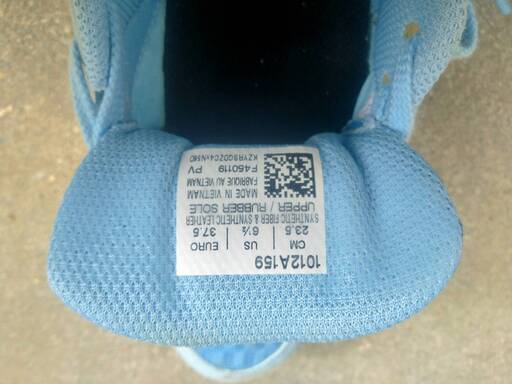 1012A159
CM | US | EURO
23.5 | 6½ | 37.5
SYNTHETIC FIBER & SYNTHETIC LEATHER
UPPER / RUBBER SOLE
MADE IN VIETNAM
FABRIQUÉ AU VIETNAM
F450119 PV